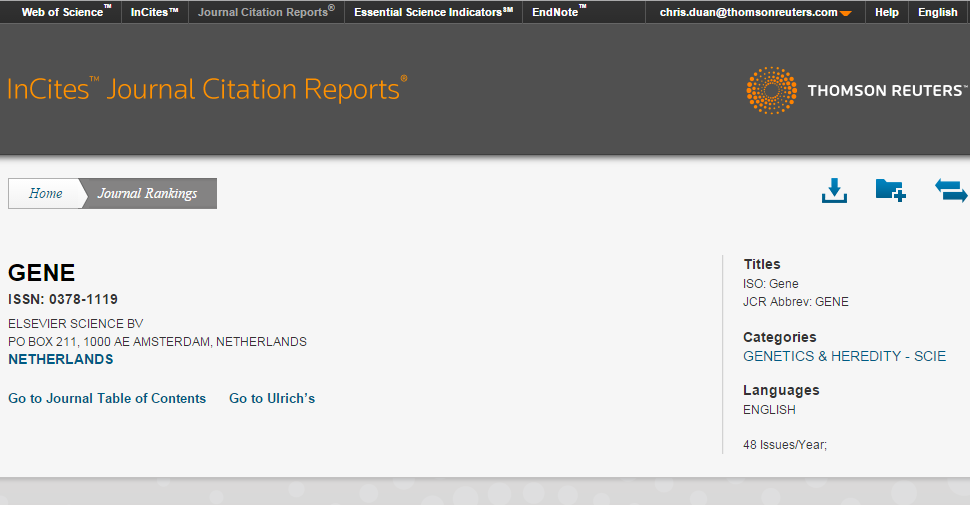 Web of Science™ InCites™ Journal Citation Reports® Essential Science Indicators℠ EndNote™ chris.duan@thomsonreuters.com Help English
InCites™ Journal Citation Reports®
THOMSON REUTERS™
Home Journal Rankings
GENE
ISSN: 0378-1119
ELSEVIER SCIENCE BV
PO BOX 211, 1000 AE AMSTERDAM, NETHERLANDS
NETHERLANDS
Go to Journal Table of Contents Go to Ulrich's
Titles
ISO: Gene
JCR Abbrev: GENE
Categories
GENETICS & HEREDITY - SCIE
Languages
ENGLISH
48 Issues/Year;